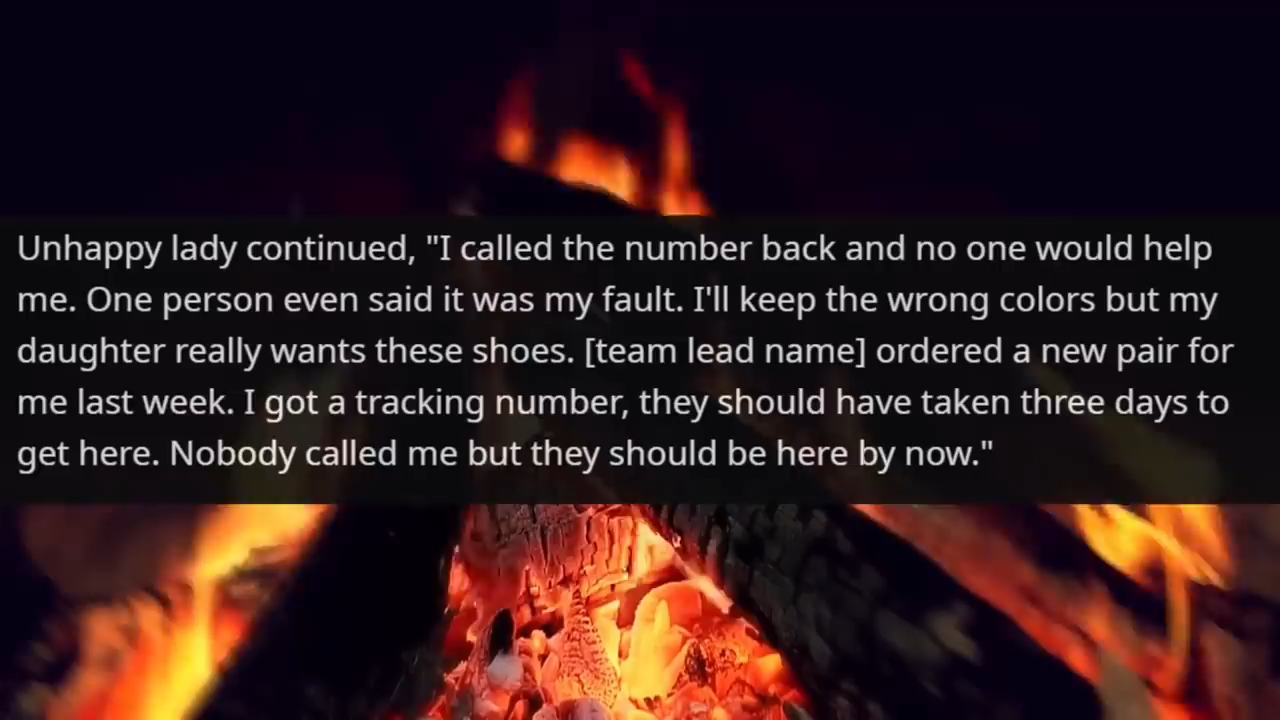 Unhappy lady continued, "I called the number back and no one would help
me. One person even said it was my fault. I'll keep the wrong colors but my
daughter really wants these shoes. [team lead name] ordered a new pair for
me last week. I got a tracking number, they should have taken three days to
get here. Nobody called me but they should be here by now."